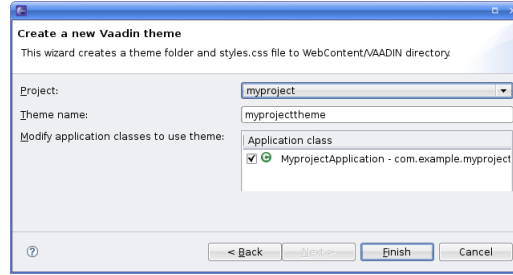 Create a new Vaadin theme
This wizard creates a theme folder and styles.css file to WebContent/VAADIN directory.
Project: myproject
Theme name: myprojecttheme
Modify application classes to use theme: Application class
MyprojectApplication - com.example.myproject
< Back Next > Finish Cancel